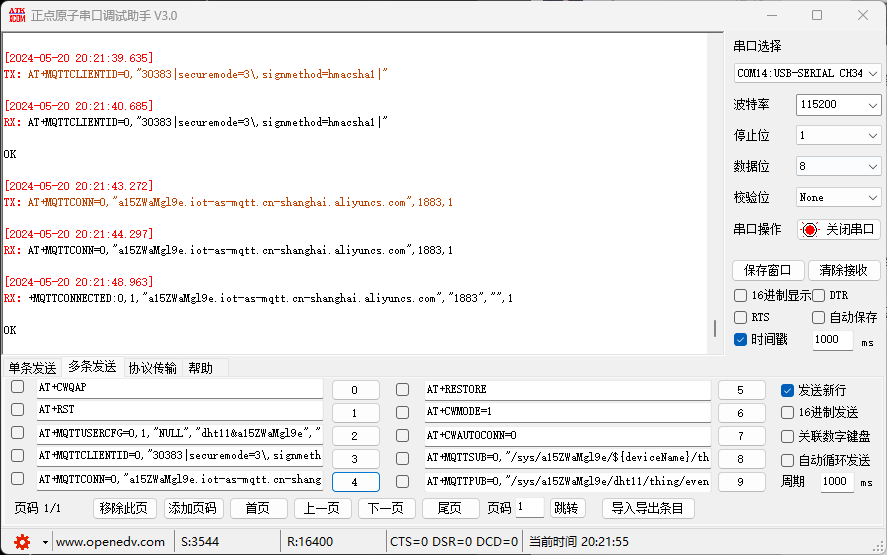 ATK XCOM 正点原子串口调试助手 V3.0
[2024-05-20 20:21:39.635]
TX: AT+MQTTCLIENTID=0,"30383|securemode=3\,signmethod=hmacsha1|"
[2024-05-20 20:21:40.685]
RX: AT+MQTTCLIENTID=0,"30383|securemode=3\,signmethod=hmacsha1|"
OK
[2024-05-20 20:21:43.272]
TX: AT+MQTTCONN=0,"a15ZWaMgl9e.iot-as-mqtt.cn-shanghai.aliyuncs.com",1883,1
[2024-05-20 20:21:44.297]
RX: AT+MQTTCONN=0,"a15ZWaMgl9e.iot-as-mqtt.cn-shanghai.aliyuncs.com",1883,1
[2024-05-20 20:21:48.963]
RX: +MQTTCONNECTED:0,1,"a15ZWaMgl9e.iot-as-mqtt.cn-shanghai.aliyuncs.com","1883","",1
OK
串口选择
COM14:USB-SERIAL CH34
波特率 115200
停止位 1
数据位 8
校验位 None
串口操作 关闭串口
保存窗口 清除接收
16进制显示 DTR
RTS 自动保存
时间戳 1000 ms
单条发送 多条发送 协议传输 帮助
AT+CWQAP 0 AT+RESTORE 5 发送新行
AT+RST 1 AT+CWMODE=1 6 16进制发送
AT+MQTTUSERCFG=0,1,"NULL","dht11&a15ZWaMgl9e"," 2 AT+CWAUTOCONN=0 7 关联数字键盘
AT+MQTTCLIENTID=0,"30383|securemode=3\,signmeth 3 AT+MQTTSUB=0,"/sys/a15ZWaMgl9e/${deviceName}/th 8 自动循环发送
AT+MQTTCONN=0,"a15ZWaMgl9e.iot-as-mqtt.cn-shang 4 AT+MQTTPUB=0,"/sys/a15ZWaMgl9e/dht11/thing/even 9 周期 1000 ms
页码 1/1 移除此页 添加页码 首页 上一页 下一页 尾页 页码 1 跳转 导入导出条目
www.openedv.com S:3544 R:16400 CTS=0 DSR=0 DCD=0 当前时间 20:21:55